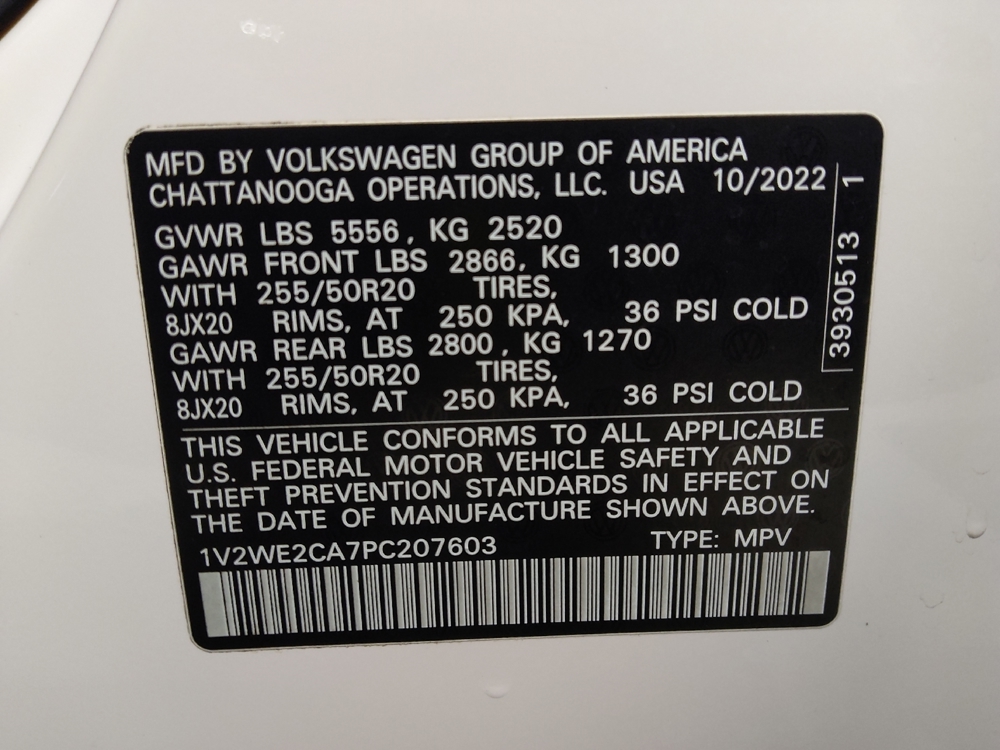 MFD BY VOLKSWAGEN GROUP OF AMERICA
CHATTANOOGA OPERATIONS, LLC. USA 10/2022
GVWR LBS 5556, KG 2520
GAWR FRONT LBS 2866, KG 1300
WITH 255/50R20 TIRES,
8JX20 RIMS, AT 250 KPA, 36 PSI COLD
GAWR REAR LBS 2800, KG 1270
WITH 255/50R20 TIRES,
8JX20 RIMS, AT 250 KPA, 36 PSI COLD
THIS VEHICLE CONFORMS TO ALL APPLICABLE
U.S. FEDERAL MOTOR VEHICLE SAFETY AND
THEFT PREVENTION STANDARDS IN EFFECT ON
THE DATE OF MANUFACTURE SHOWN ABOVE.
1V2WE2CA7PC207603 TYPE: MPV
3930513 1